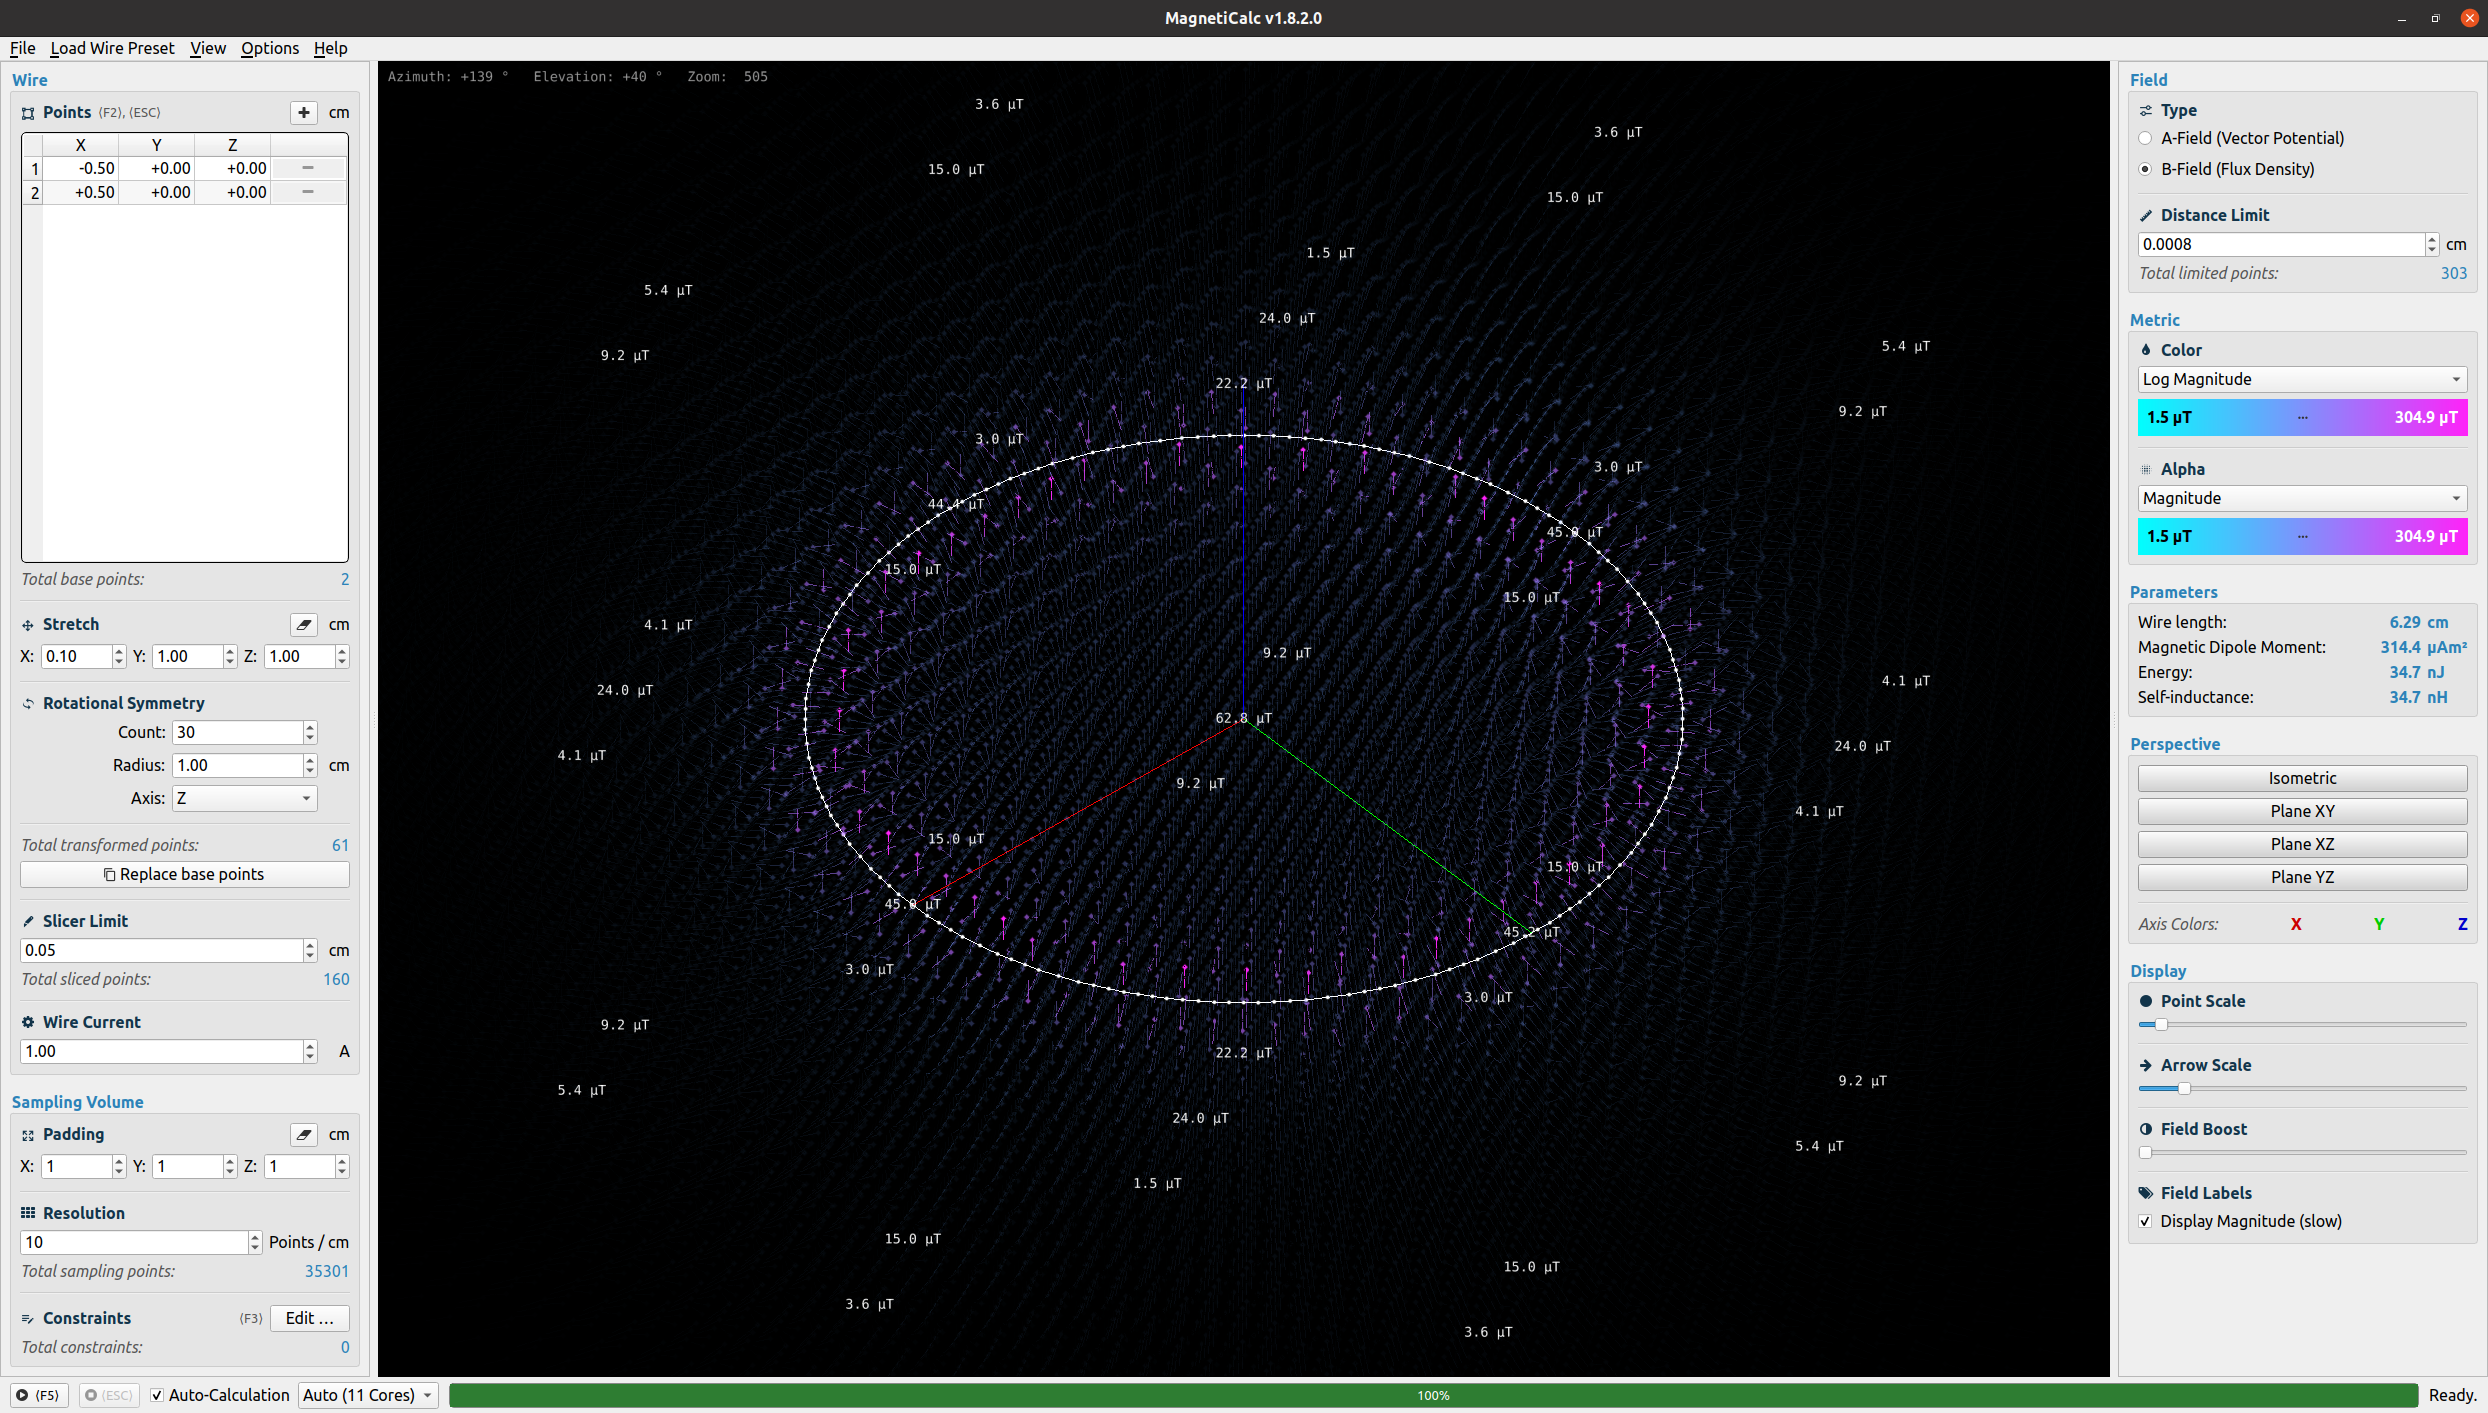 MagnetiCalc v1.8.2.0
File Load Wire Preset View Options Help
Wire
Points (F2), (ESC) cm
X Y Z
1 -0.50 +0.00 +0.00
2 +0.50 +0.00 +0.00
Total base points: 2
Stretch cm
X: 0.10 Y: 1.00 Z: 1.00
Rotational Symmetry
Count: 30
Radius: 1.00 cm
Axis: Z
Total transformed points: 61
Replace base points
Slicer Limit
0.05 cm
Total sliced points: 160
Wire Current
1.00 A
Sampling Volume
Padding cm
X: 1 Y: 1 Z: 1
Resolution
10 Points / cm
Total sampling points: 35301
Constraints (F3) Edit ...
Total constraints: 0
Azimuth: +139 ° Elevation: +40 ° Zoom: 505
3.6 µT
3.6 µT
15.0 µT
15.0 µT
1.5 µT
5.4 µT
24.0 µT
5.4 µT
9.2 µT
22.2 µT
9.2 µT
3.0 µT
3.0 µT
44.4 µT
45.0 µT
15.0 µT
15.0 µT
4.1 µT
9.2 µT
4.1 µT
24.0 µT
62.8 µT
24.0 µT
4.1 µT
9.2 µT
4.1 µT
15.0 µT
15.0 µT
45.0 µT
45.2 µT
3.0 µT
3.0 µT
9.2 µT
22.2 µT
9.2 µT
5.4 µT
24.0 µT
5.4 µT
1.5 µT
15.0 µT
15.0 µT
3.6 µT
3.6 µT
Field
Type
A-Field (Vector Potential)
B-Field (Flux Density)
Distance Limit
0.0008 cm
Total limited points: 303
Metric
Color
Log Magnitude
1.5 µT ... 304.9 µT
Alpha
Magnitude
1.5 µT ... 304.9 µT
Parameters
Wire length: 6.29 cm
Magnetic Dipole Moment: 314.4 µAm²
Energy: 34.7 nJ
Self-inductance: 34.7 nH
Perspective
Isometric
Plane XY
Plane XZ
Plane YZ
Axis Colors: X Y Z
Display
Point Scale
Arrow Scale
Field Boost
Field Labels
Display Magnitude (slow)
(F5) (ESC) Auto-Calculation Auto (11 Cores) 100% Ready.